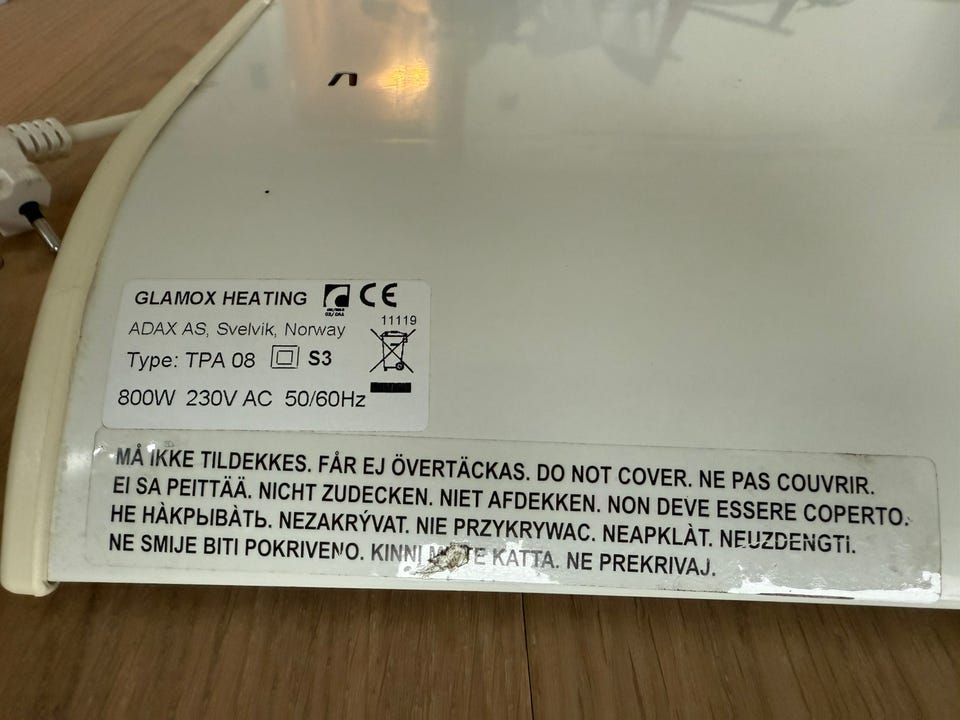 GLAMOX HEATING CE
ADAX AS, Svelvik, Norway 11119
Type: TPA 08 S3
800W 230V AC 50/60Hz
MÅ IKKE TILDEKKES. FÅR EJ ÖVERTÄCKAS. DO NOT COVER. NE PAS COUVRIR.
EI SA PEITTÄÄ. NICHT ZUDECKEN. NIET AFDEKKEN. NON DEVE ESSERE COPERTO.
НЕ НÀКРЫВÀТЬ. NEZAKRÝVAT. NIE PRZYKRYWAC. NEAPKLÀT. NEUZDENGTI.
NE SMIJE BITI POKRIVENO. KINNI KATTA. NE PREKRIVAJ.